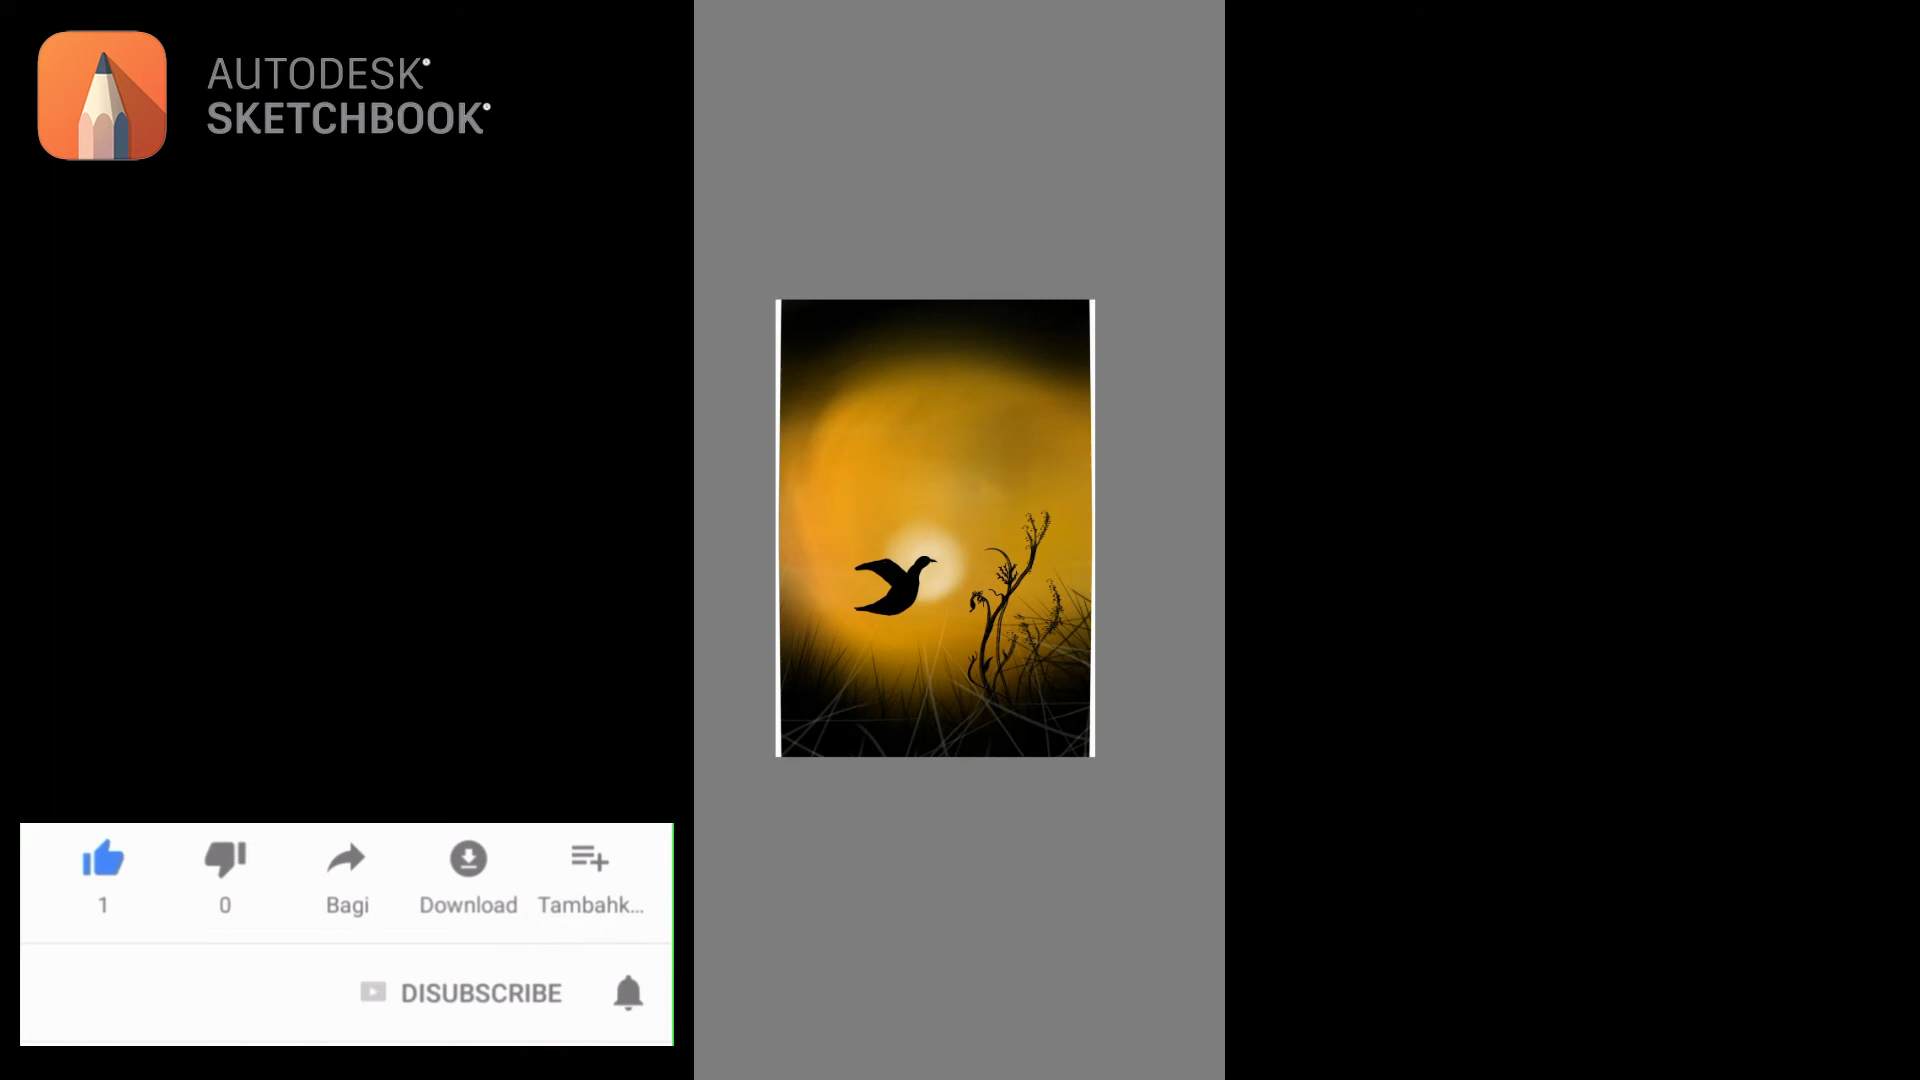 AUTODESK
SKETCHBOOK
1
0
Bagi
Download
Tambahk...
DISUBSCRIBE